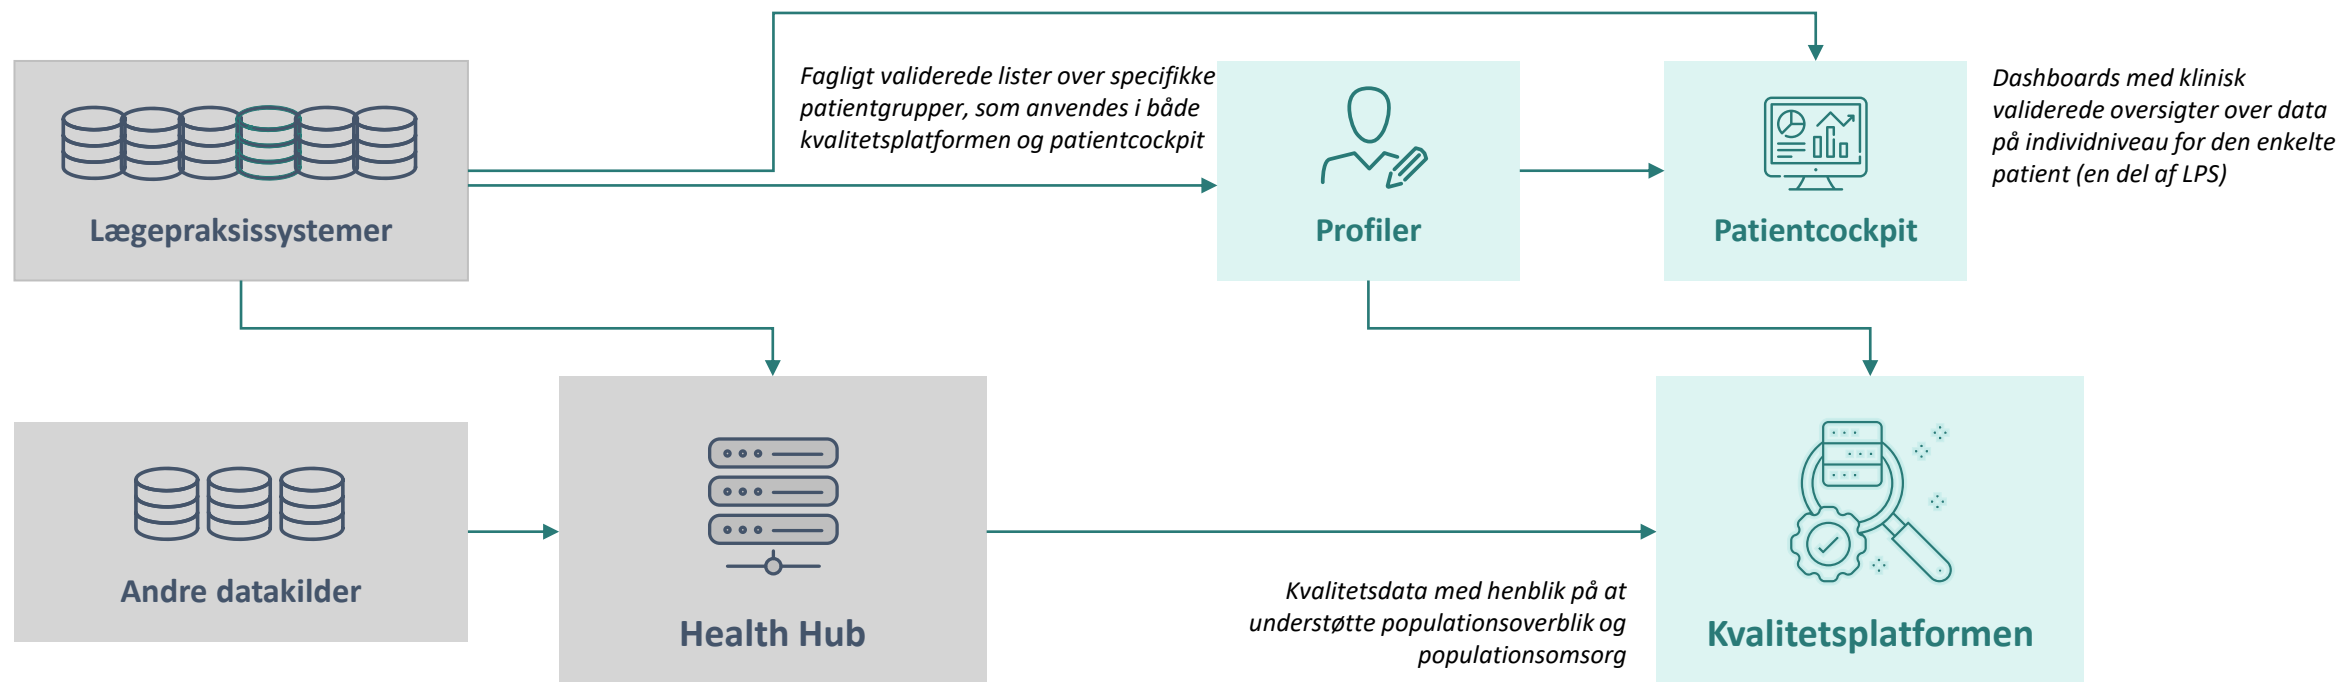 Fagligt validerede lister over specifikke
patientgrupper, som anvendes i både
kvalitetsplatformen og patientcockpit
Dashboards med klinisk
validerede oversigter over data
på individniveau for den enkelte
patient (en del af LPS)
Lægepraksissystemer
Profiler
Patientcockpit
Andre datakilder
Health Hub
Kvalitetsdata med henblik på at
understøtte populationsoverblik og
populationsomsorg
Kvalitetsplatformen